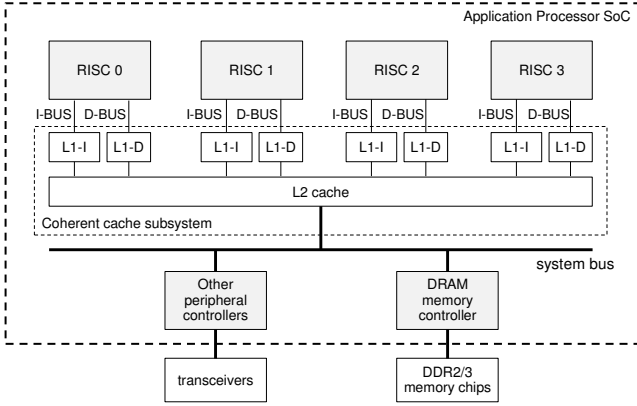 Application Processor SoC
RISC 0 RISC 1 RISC 2 RISC 3
I-BUS D-BUS I-BUS D-BUS I-BUS D-BUS I-BUS D-BUS
L1-I L1-D L1-I L1-D L1-I L1-D L1-I L1-D
L2 cache
Coherent cache subsystem
system bus
Other
peripheral
controllers
DRAM
memory
controller
transceivers
DDR2/3
memory chips